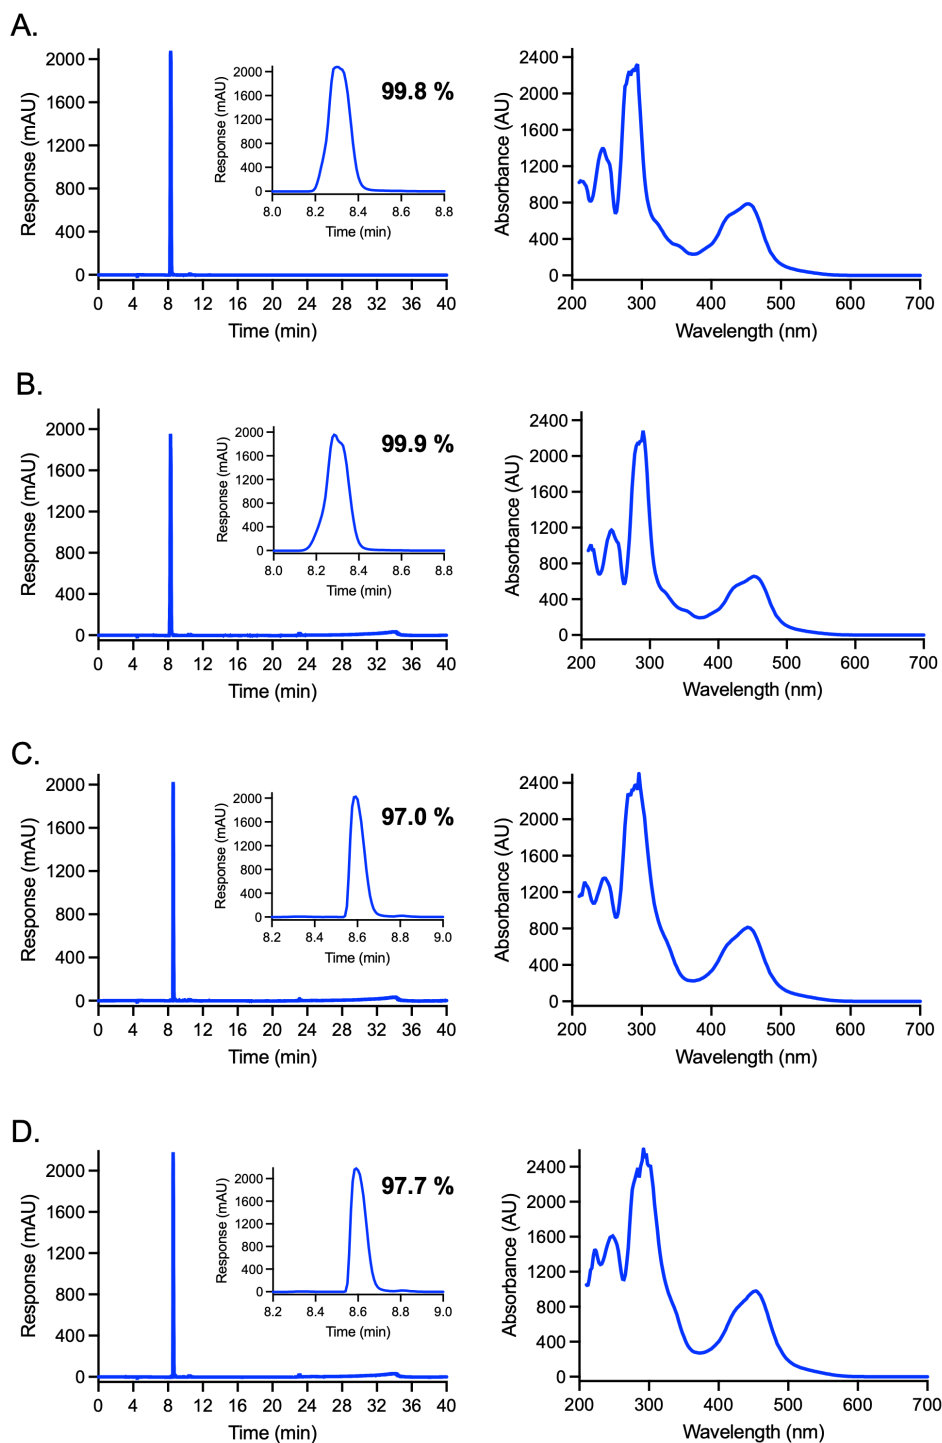 A.
Response (mAU)
2000
1600
1200
800
400
0
0 4 8 12 16 20 24 28 32 36 40
Time (min)
Response (mAU)
2000
1600
1200
800
400
0
8.0 8.2 8.4 8.6 8.8
Time (min)
99.8 %
Absorbance (AU)
2400
2000
1600
1200
800
400
0
200 300 400 500 600 700
Wavelength (nm)
B.
Response (mAU)
2000
1600
1200
800
400
0
0 4 8 12 16 20 24 28 32 36 40
Time (min)
Response (mAU)
2000
1600
1200
800
400
0
8.0 8.2 8.4 8.6 8.8
Time (min)
99.9 %
Absorbance (AU)
2400
2000
1600
1200
800
400
0
200 300 400 500 600 700
Wavelength (nm)
C.
Response (mAU)
2000
1600
1200
800
400
0
0 4 8 12 16 20 24 28 32 36 40
Time (min)
Response (mAU)
2000
1600
1200
800
400
0
8.2 8.4 8.6 8.8 9.0
Time (min)
97.0 %
Absorbance (AU)
2400
2000
1600
1200
800
400
0
200 300 400 500 600 700
Wavelength (nm)
D.
Response (mAU)
2000
1600
1200
800
400
0
0 4 8 12 16 20 24 28 32 36 40
Time (min)
Response (mAU)
2000
1600
1200
800
400
0
8.2 8.4 8.6 8.8 9.0
Time (min)
97.7 %
Absorbance (AU)
2400
2000
1600
1200
800
400
0
200 300 400 500 600 700
Wavelength (nm)